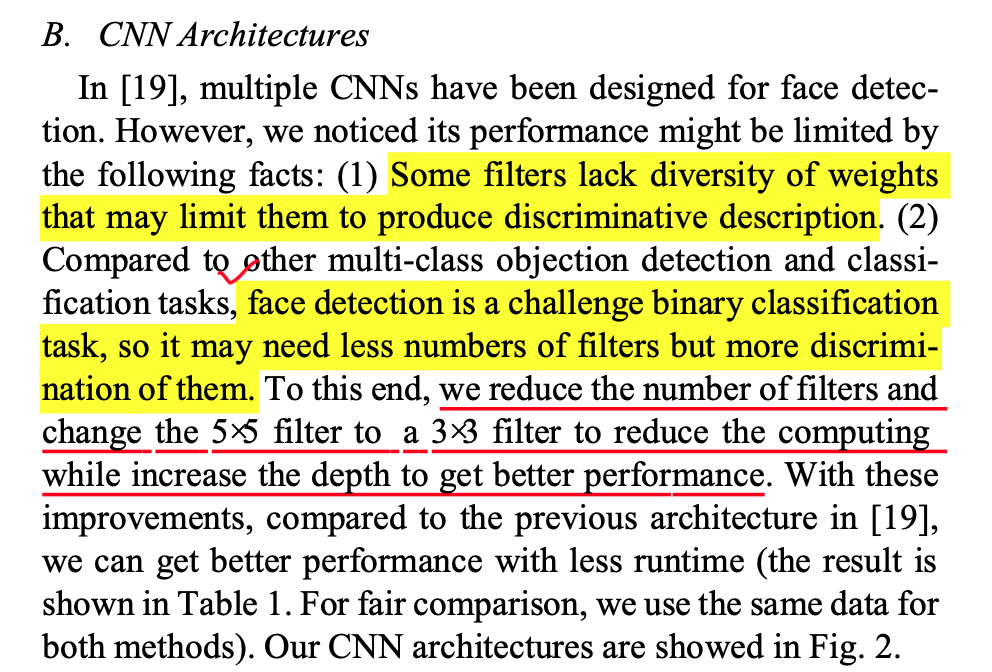 B. CNN Architectures
In [19], multiple CNNs have been designed for face detec-
tion. However, we noticed its performance might be limited by
the following facts: (1) Some filters lack diversity of weights
that may limit them to produce discriminative description. (2)
Compared to other multi-class objection detection and classi-
fication tasks, face detection is a challenge binary classification
task, so it may need less numbers of filters but more discrimi-
nation of them. To this end, we reduce the number of filters and
change the 5×5 filter to a 3×3 filter to reduce the computing
while increase the depth to get better performance. With these
improvements, compared to the previous architecture in [19],
we can get better performance with less runtime (the result is
shown in Table 1. For fair comparison, we use the same data for
both methods). Our CNN architectures are showed in Fig. 2.